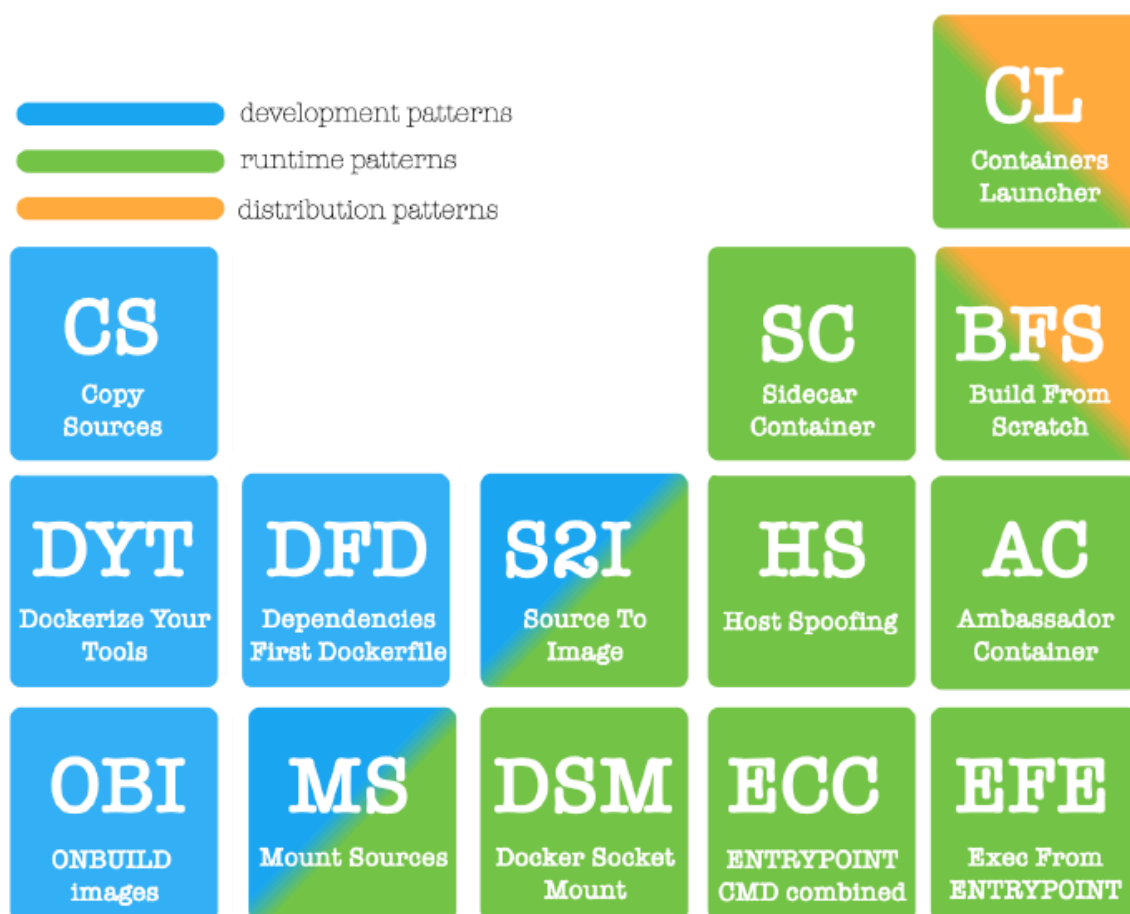 development patterns
runtime patterns
distribution patterns
CL
Containers
Launcher
CS
Copy
Sources
SC
Sidecar
Container
BFS
Build From
Scratch
DYT
Dockerize Your
Tools
DFD
Dependencies
First Dockerfile
S2I
Source To
Image
HS
Host Spoofing
AC
Ambassador
Container
OBI
ONBUILD
images
MS
Mount Sources
DSM
Docker Socket
Mount
ECC
ENTRYPOINT
CMD combined
EFE
Exec From
ENTRYPOINT